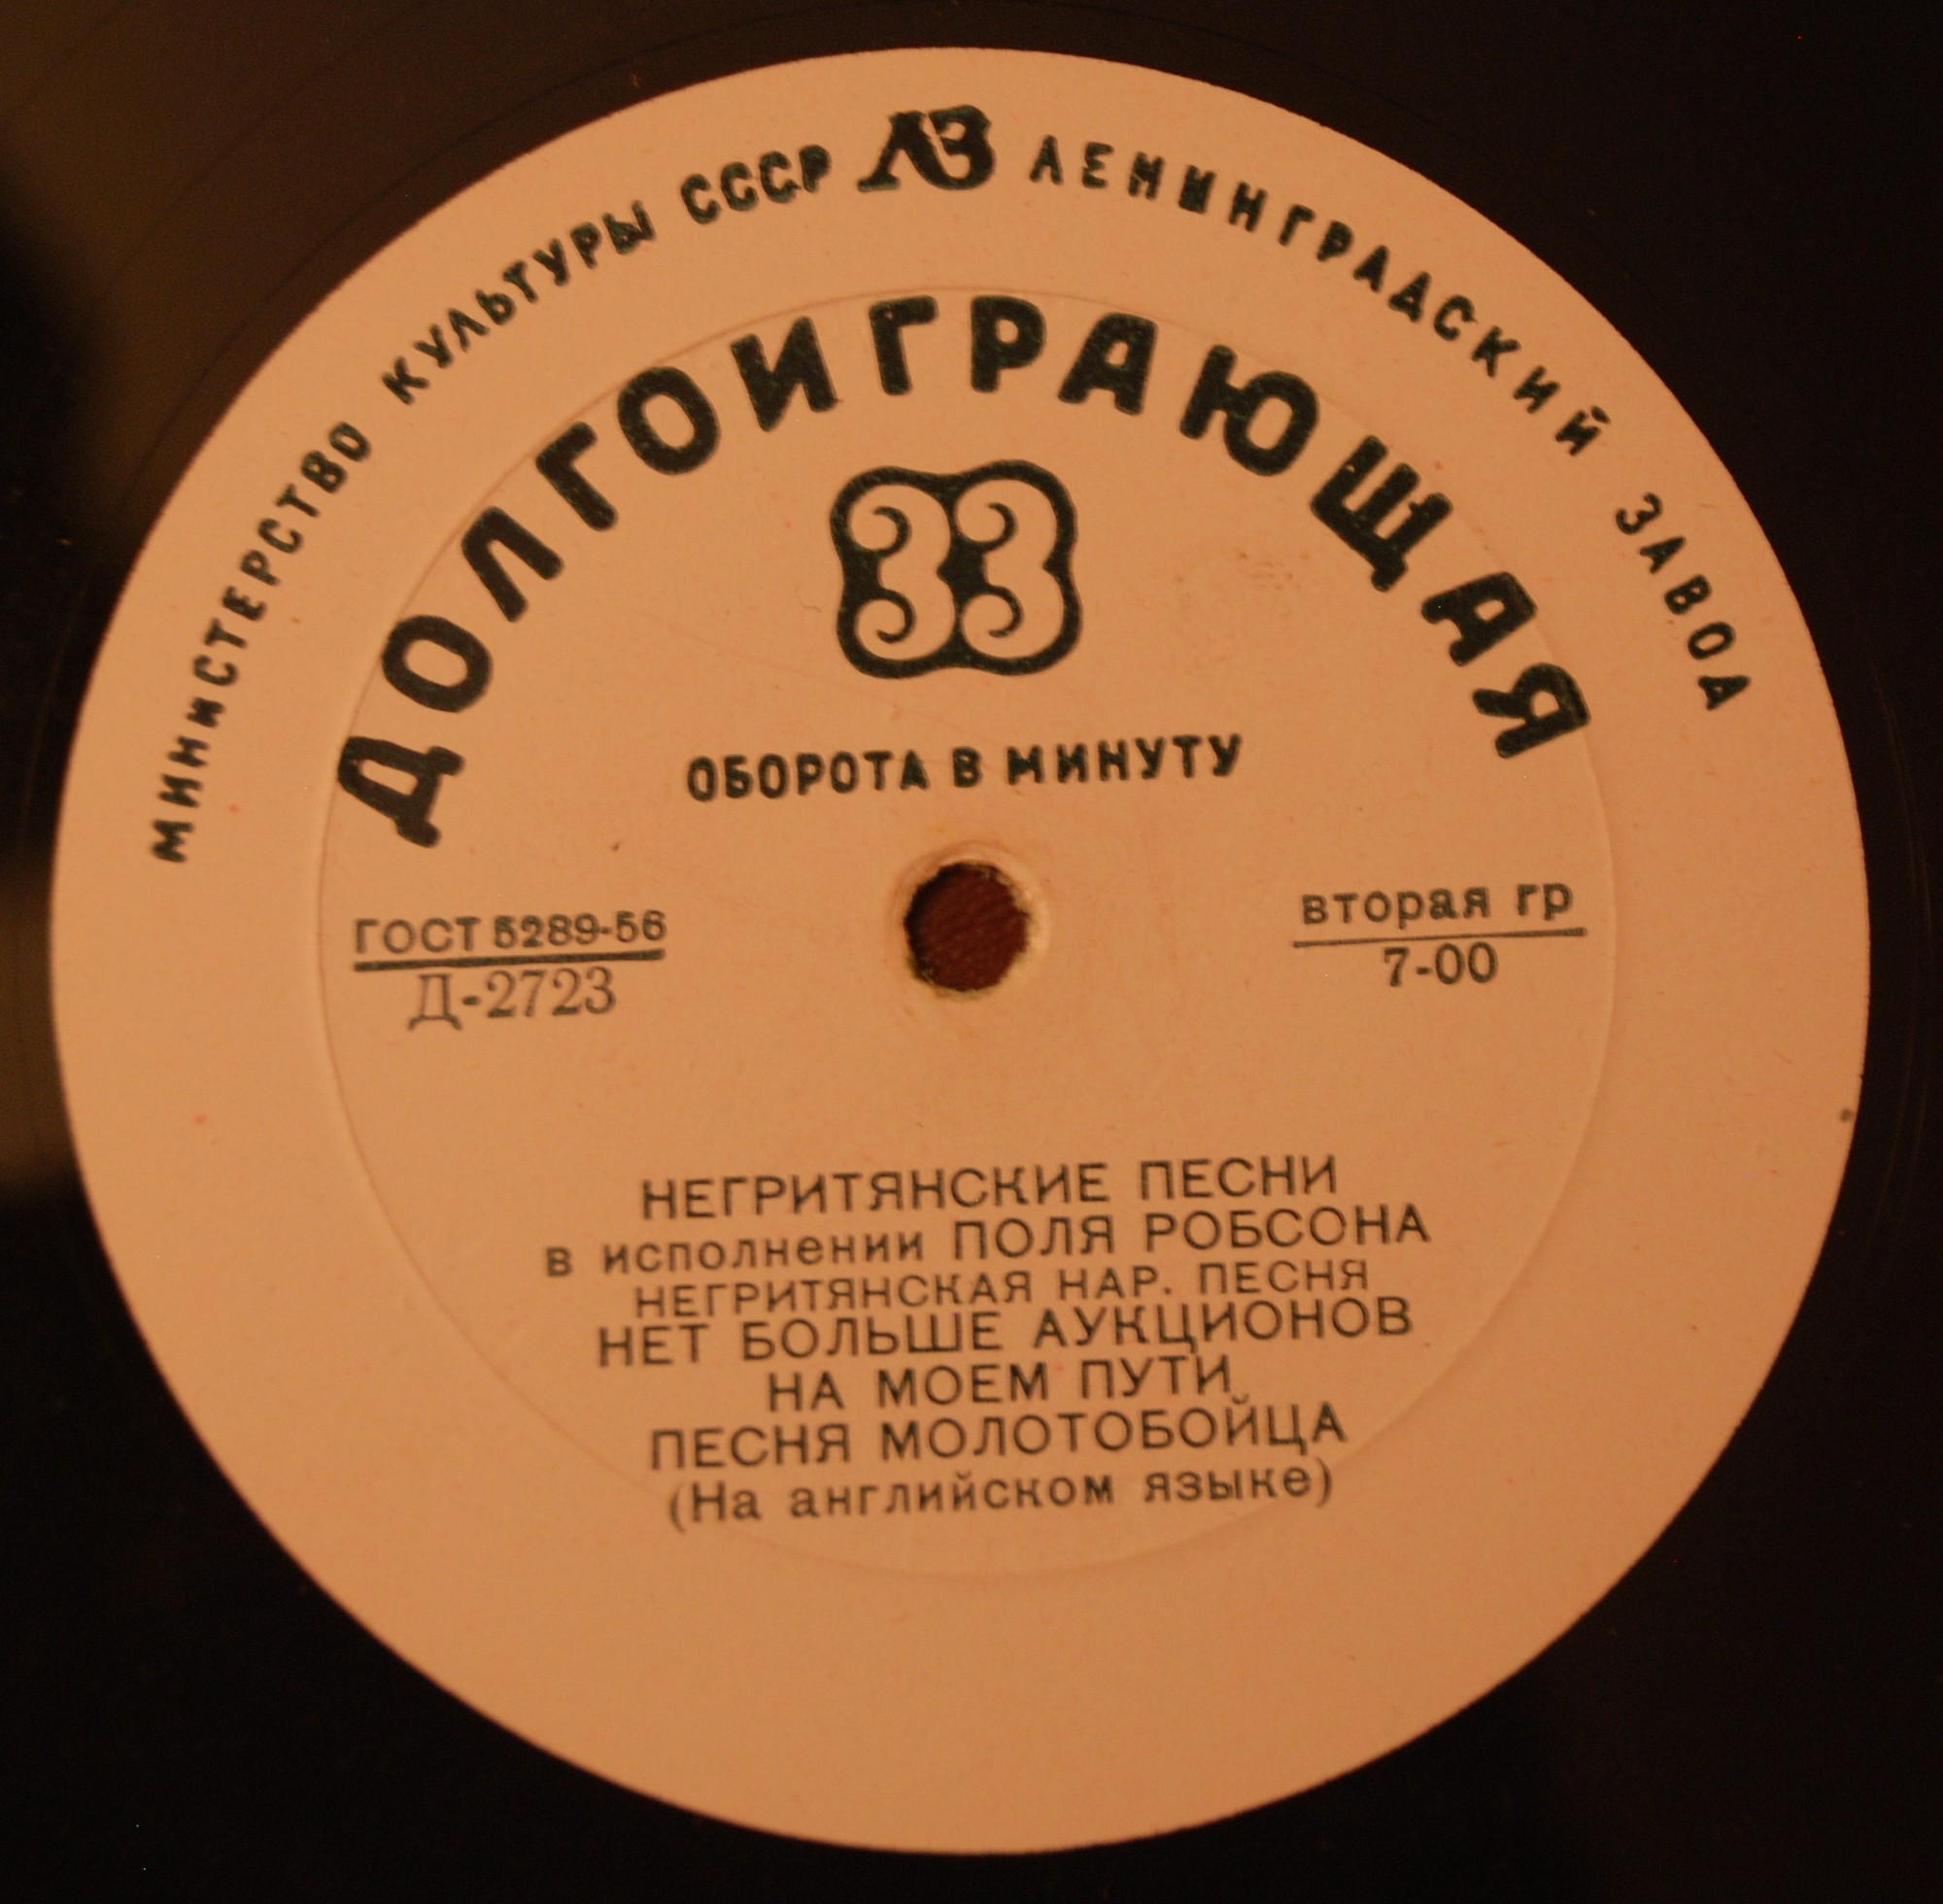 МИНИСТЕРСТВО КУЛЬТУРЫ СССР ЛЗ ЛЕНИНГРАДСКИЙ ЗАВОД
ДОЛГОИГРАЮЩАЯ
33
ОБОРОТА В МИНУТУ
ГОСТ 5289-56
Д-2723
вторая гр
7-00
НЕГРИТЯНСКИЕ ПЕСНИ
в исполнении ПОЛЯ РОБСОНА
НЕГРИТЯНСКАЯ НАР. ПЕСНЯ
НЕТ БОЛЬШЕ АУКЦИОНОВ
НА МОЕМ ПУТИ
ПЕСНЯ МОЛОТОБОЙЦА
(На английском языке)